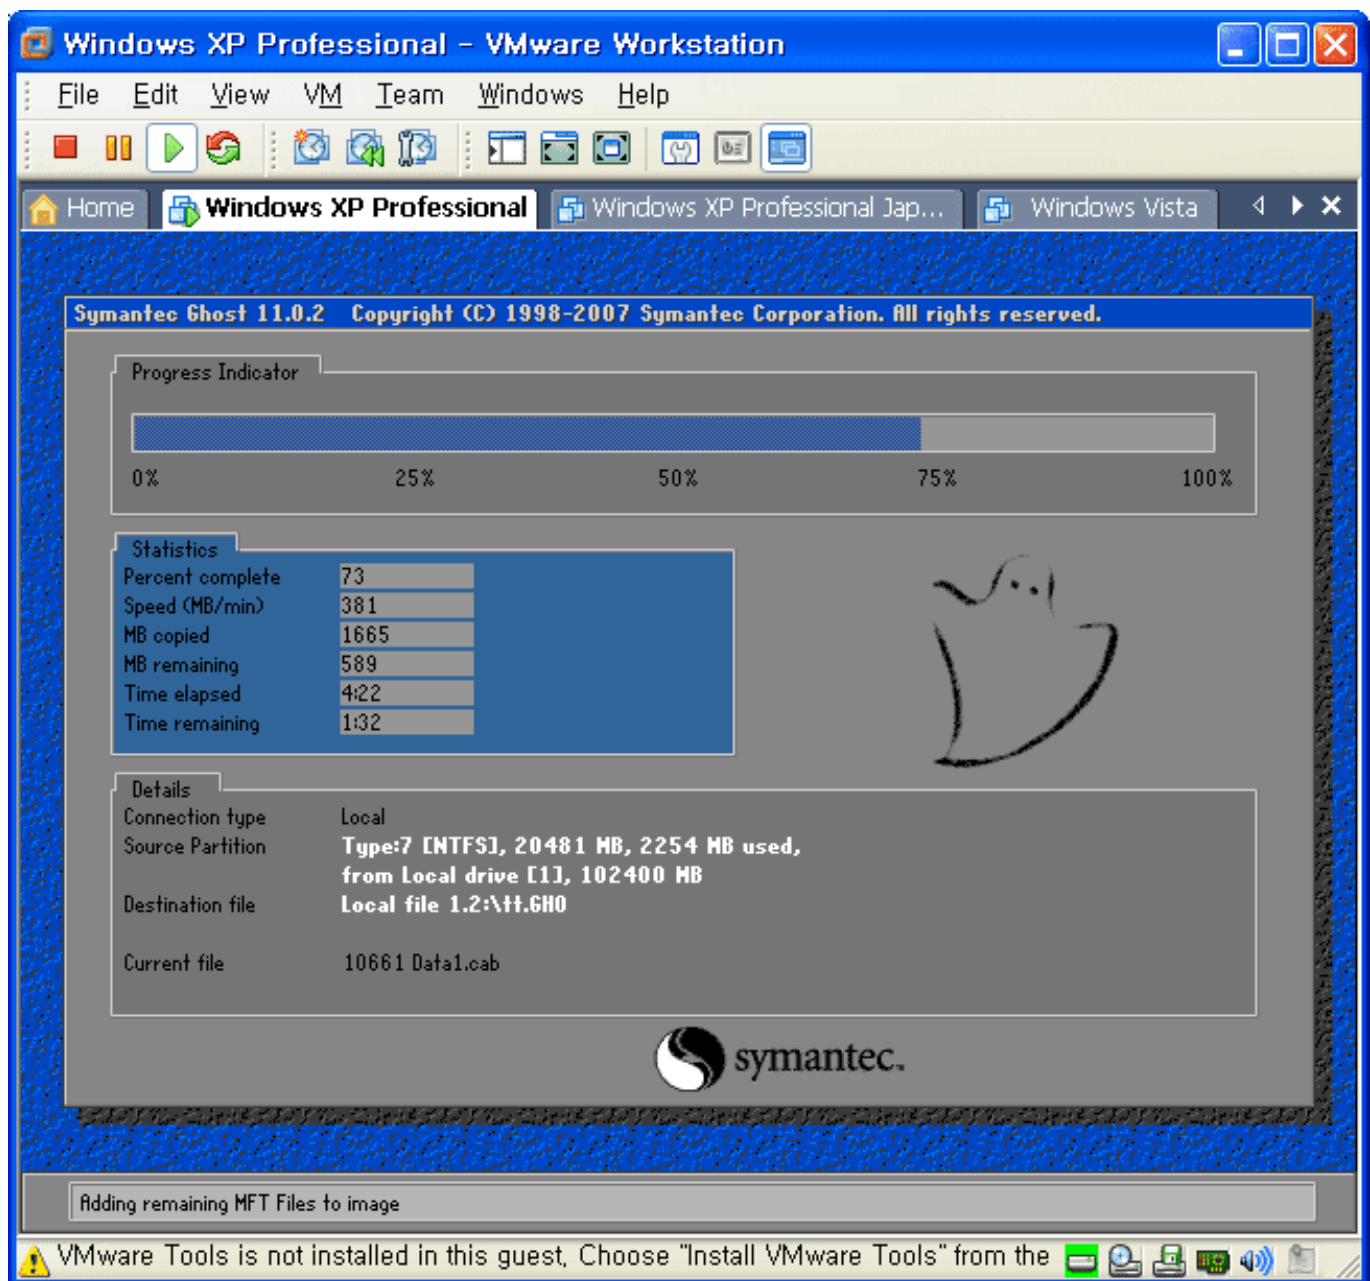 Windows XP Professional - VMware Workstation
File Edit View VM Team Windows Help
Home Windows XP Professional Windows XP Professional Jap... Windows Vista
Symantec Ghost 11.0.2 Copyright (C) 1998-2007 Symantec Corporation. All rights reserved.
Progress Indicator
0% 25% 50% 75% 100%
Statistics
Percent complete 73
Speed (MB/min) 381
MB copied 1665
MB remaining 589
Time elapsed 4:22
Time remaining 1:32
Details
Connection type Local
Source Partition Type:7 [NTFS], 20481 MB, 2254 MB used,
from Local drive [1], 102400 MB
Destination file Local file 1.2:\tt.GHO
Current file 10661 Data1.cab
symantec.
Adding remaining MFT Files to image
VMware Tools is not installed in this guest, Choose "Install VMware Tools" from the